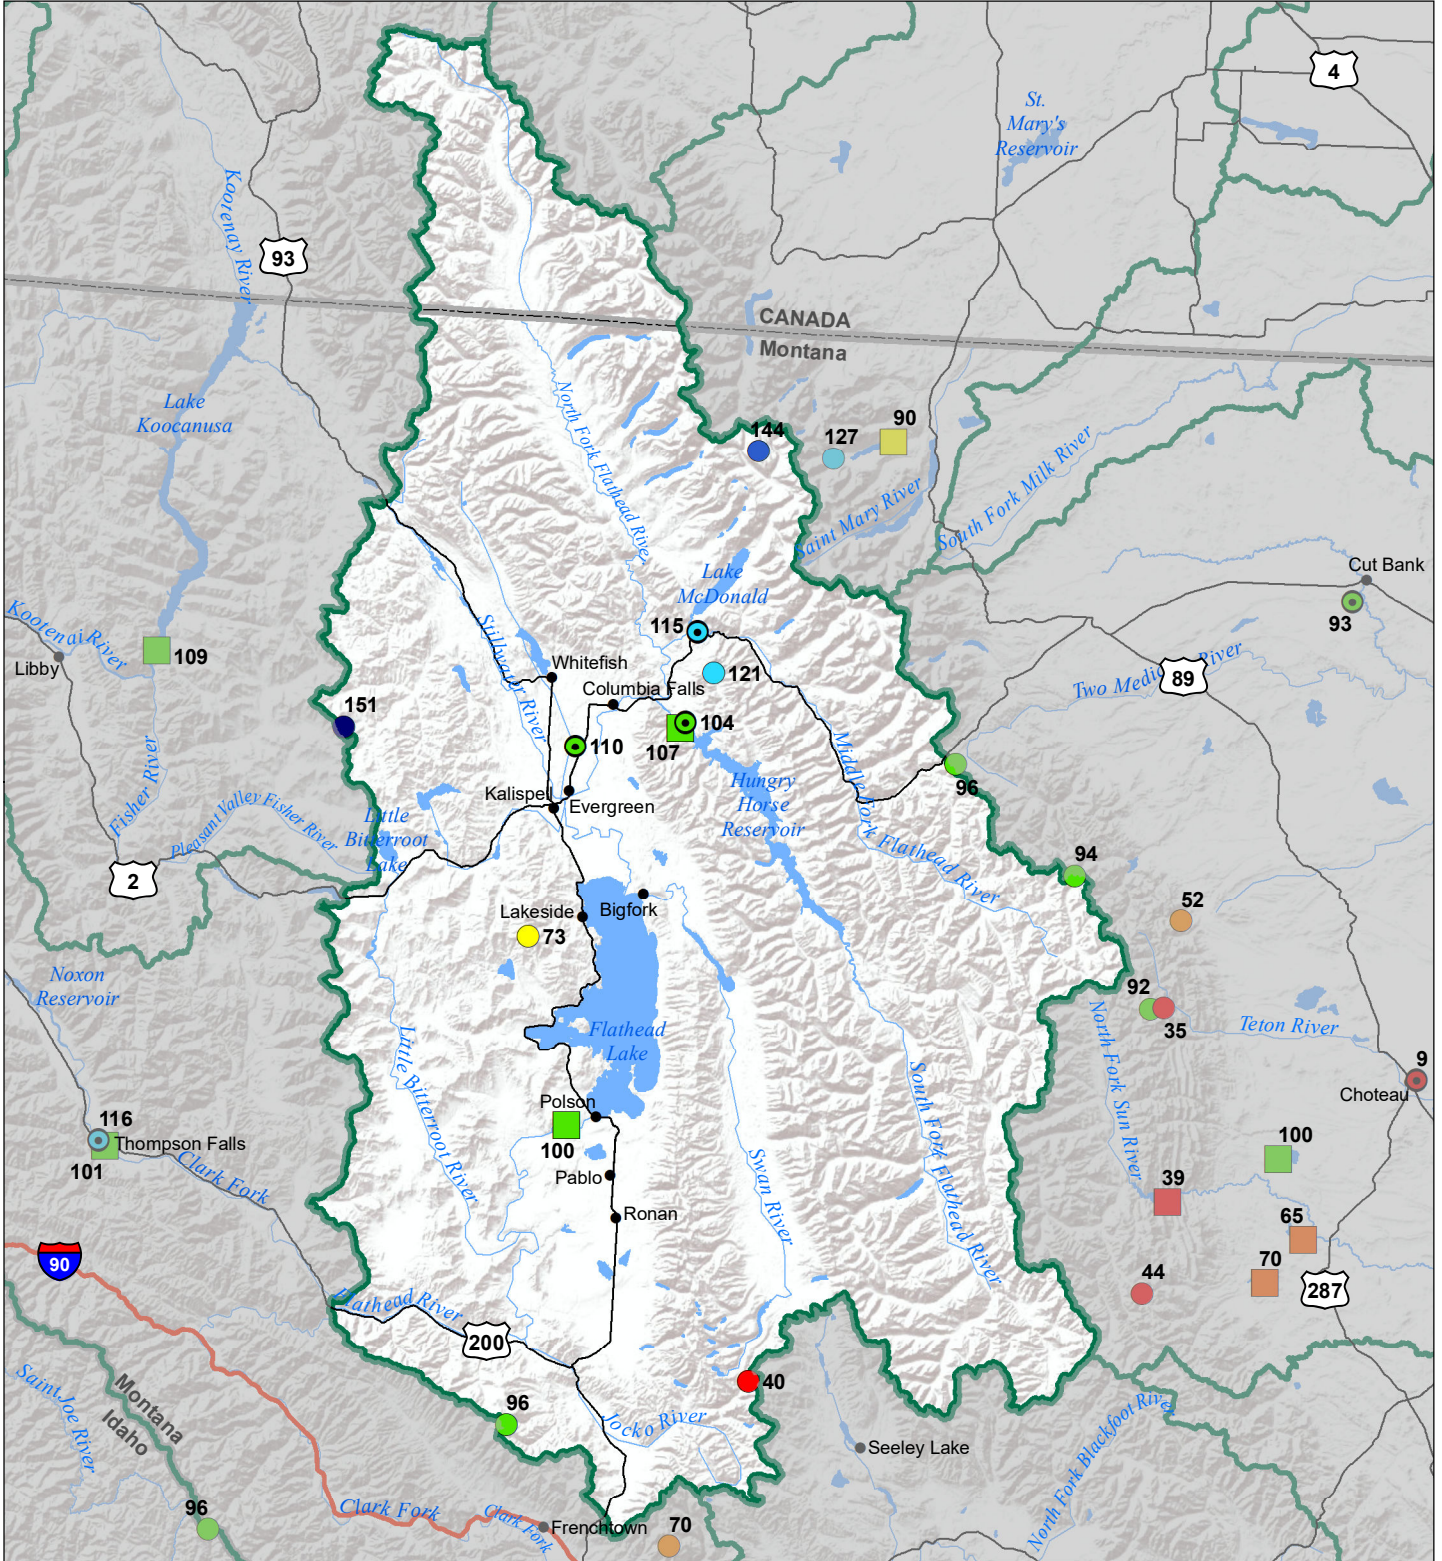 4
St.
Mary's
Reservoir
Kootenay River
93
CANADA
Montana
Lake
Koocanusa
North Fork Flathead River
144
127
90
South Fork Milk River
Saint Mary River
Cut Bank
93
Lake
McDonald
Kootenai River
Libby
109
Stillwater River
115
Whitefish
121
Columbia Falls
Two Medicine River
89
151
104
107
110
Middle Fork Flathead River
Fisher River
Hungry
Horse
Reservoir
96
Kalispell
Evergreen
Pleasant Valley Fisher River
Little
Bitterroot
Lake
2
94
52
Lakeside
Bigfork
73
Noxon
Reservoir
92
35
North Fork Sun River
Teton River
Flathead
Lake
Little Bitterroot River
South Fork Flathead River
9
Choteau
Polson
100
116
Thompson Falls
101
Clark Fork
100
Pablo
Swan River
39
Ronan
65
90
70
44
287
Flathead River
200
40
Saint Joe River
Montana
Idaho
96
Jocko River
North Fork Blackfoot River
Seeley Lake
96
Clark Fork
Clark Fork
Frenchtown
70